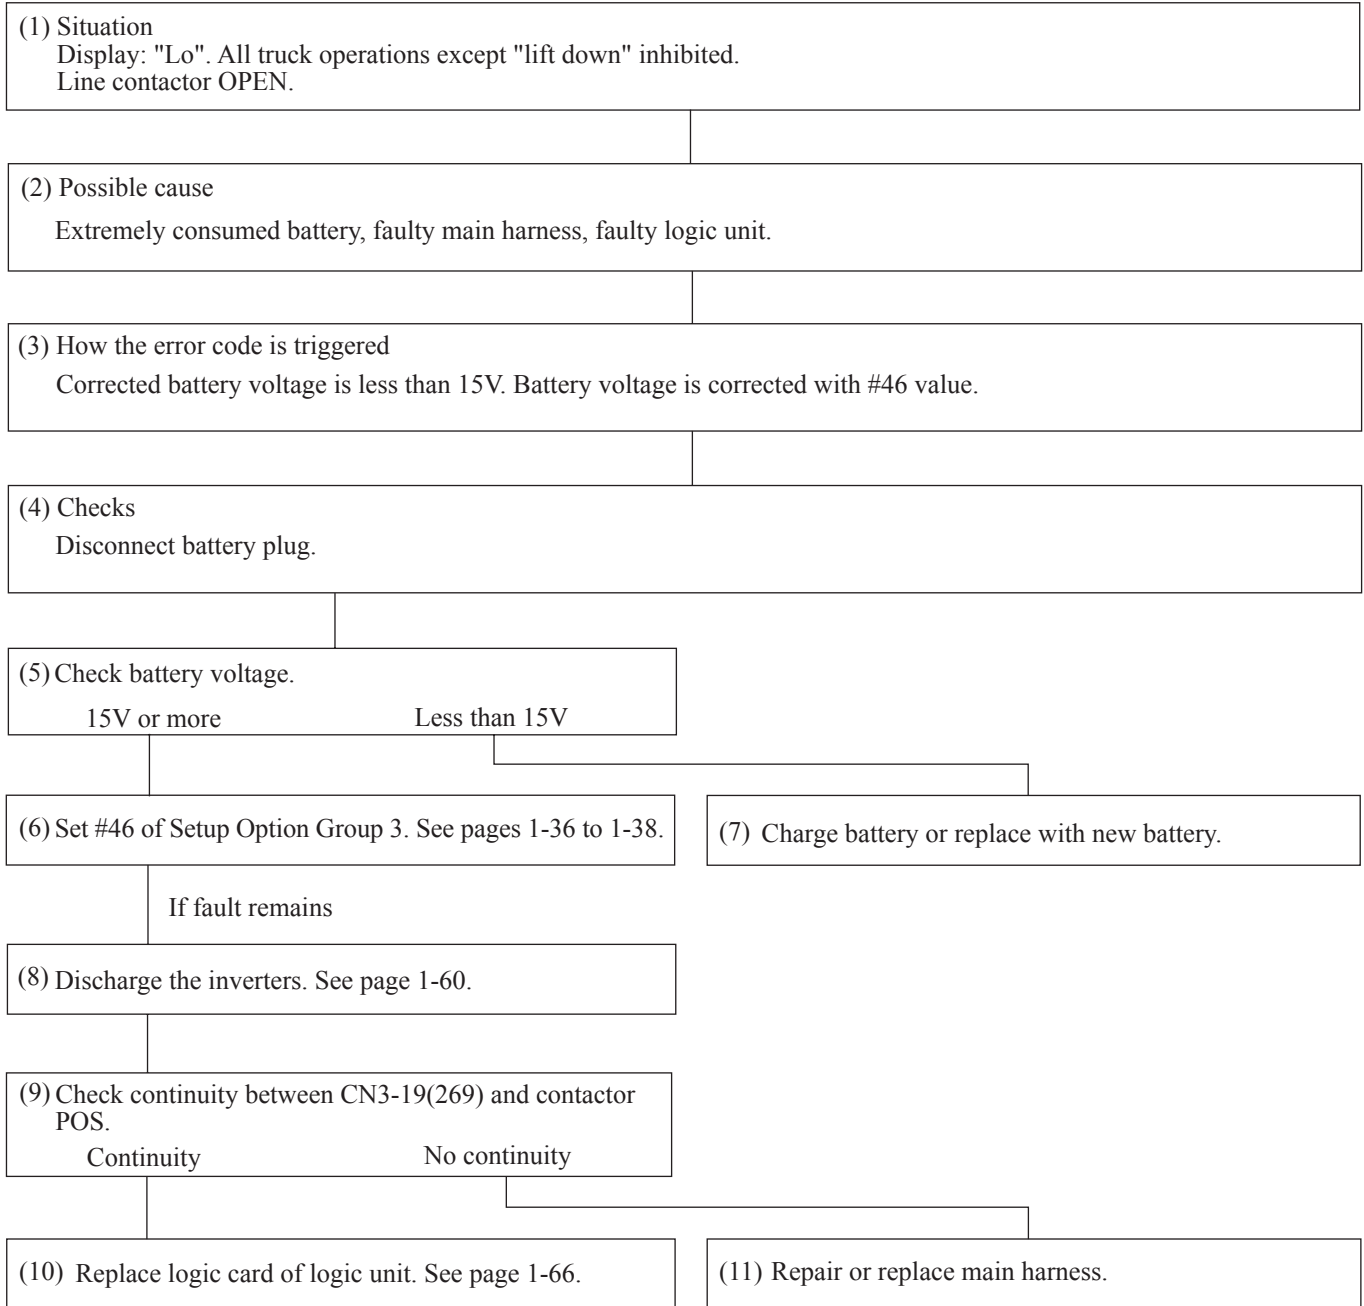 (1) Situation
Display: "Lo". All truck operations except "lift down" inhibited.
Line contactor OPEN.
(2) Possible cause
Extremely consumed battery, faulty main harness, faulty logic unit.
(3) How the error code is triggered
Corrected battery voltage is less than 15V. Battery voltage is corrected with #46 value.
(4) Checks
Disconnect battery plug.
(5) Check battery voltage.
15V or more Less than 15V
(6) Set #46 of Setup Option Group 3. See pages 1-36 to 1-38.
(7) Charge battery or replace with new battery.
If fault remains
(8) Discharge the inverters. See page 1-60.
(9) Check continuity between CN3-19(269) and contactor
POS.
Continuity No continuity
(10) Replace logic card of logic unit. See page 1-66.
(11) Repair or replace main harness.